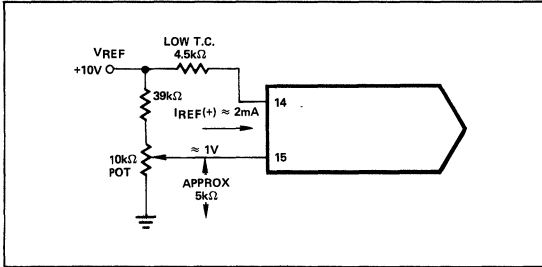 LOW T.C.
4.5kΩ
VREF
+10V
39kΩ
IREF(+) ≈ 2mA
14
≈ 1V
15
10kΩ
POT
APPROX
5kΩ